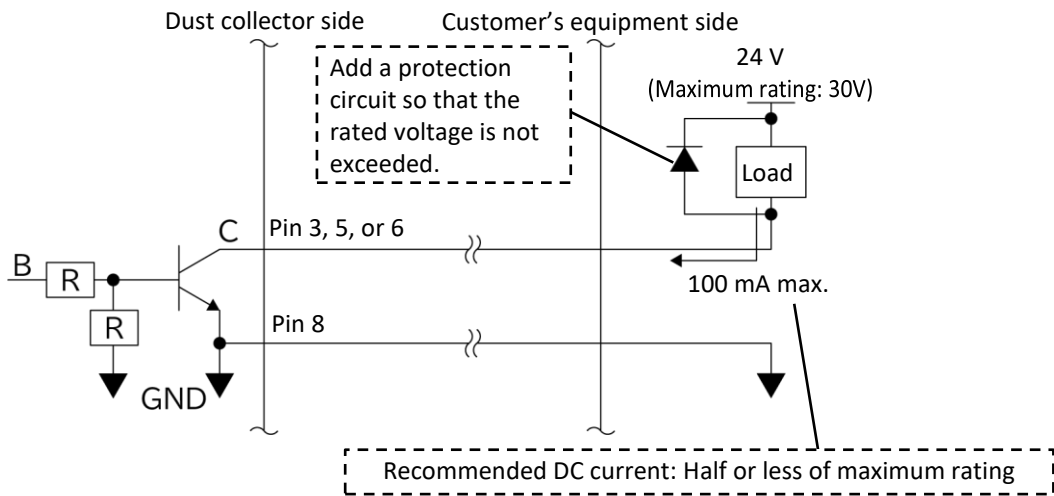 Dust collector side
Customer’s equipment side
Add a protection
circuit so that the
rated voltage is not
exceeded.
24 V
(Maximum rating: 30V)
Load
C
Pin 3, 5, or 6
B
R
100 mA max.
R
Pin 8
GND
Recommended DC current: Half or less of maximum rating